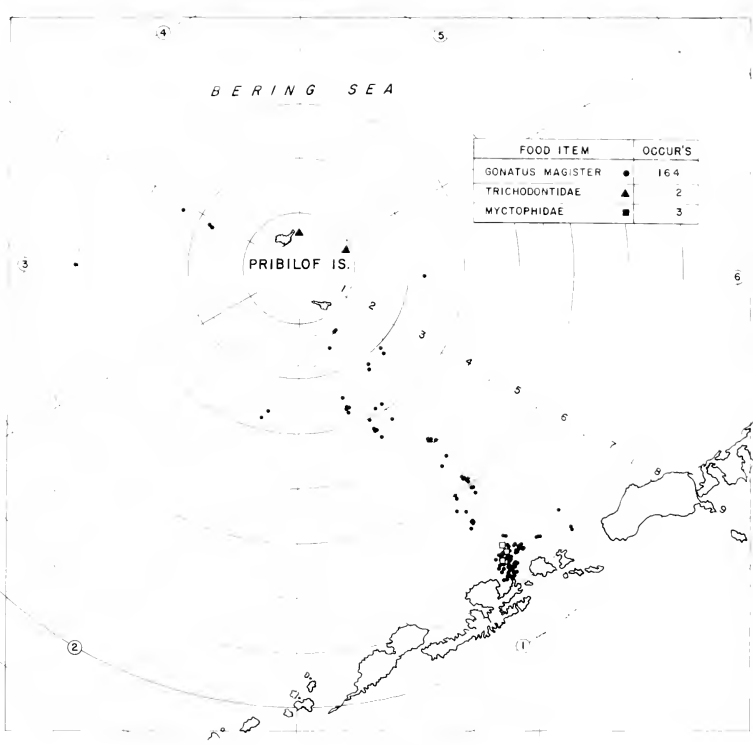 4 5
BERING SEA
FOOD ITEM OCCUR'S
GONATUS MAGISTER ● 164
TRICHODONTIDAE ▲ 2
MYCTOPHIDAE ■ 3
3 PRIBILOF IS. 6
1
2
3
4
5
6
7
8
9
2 1